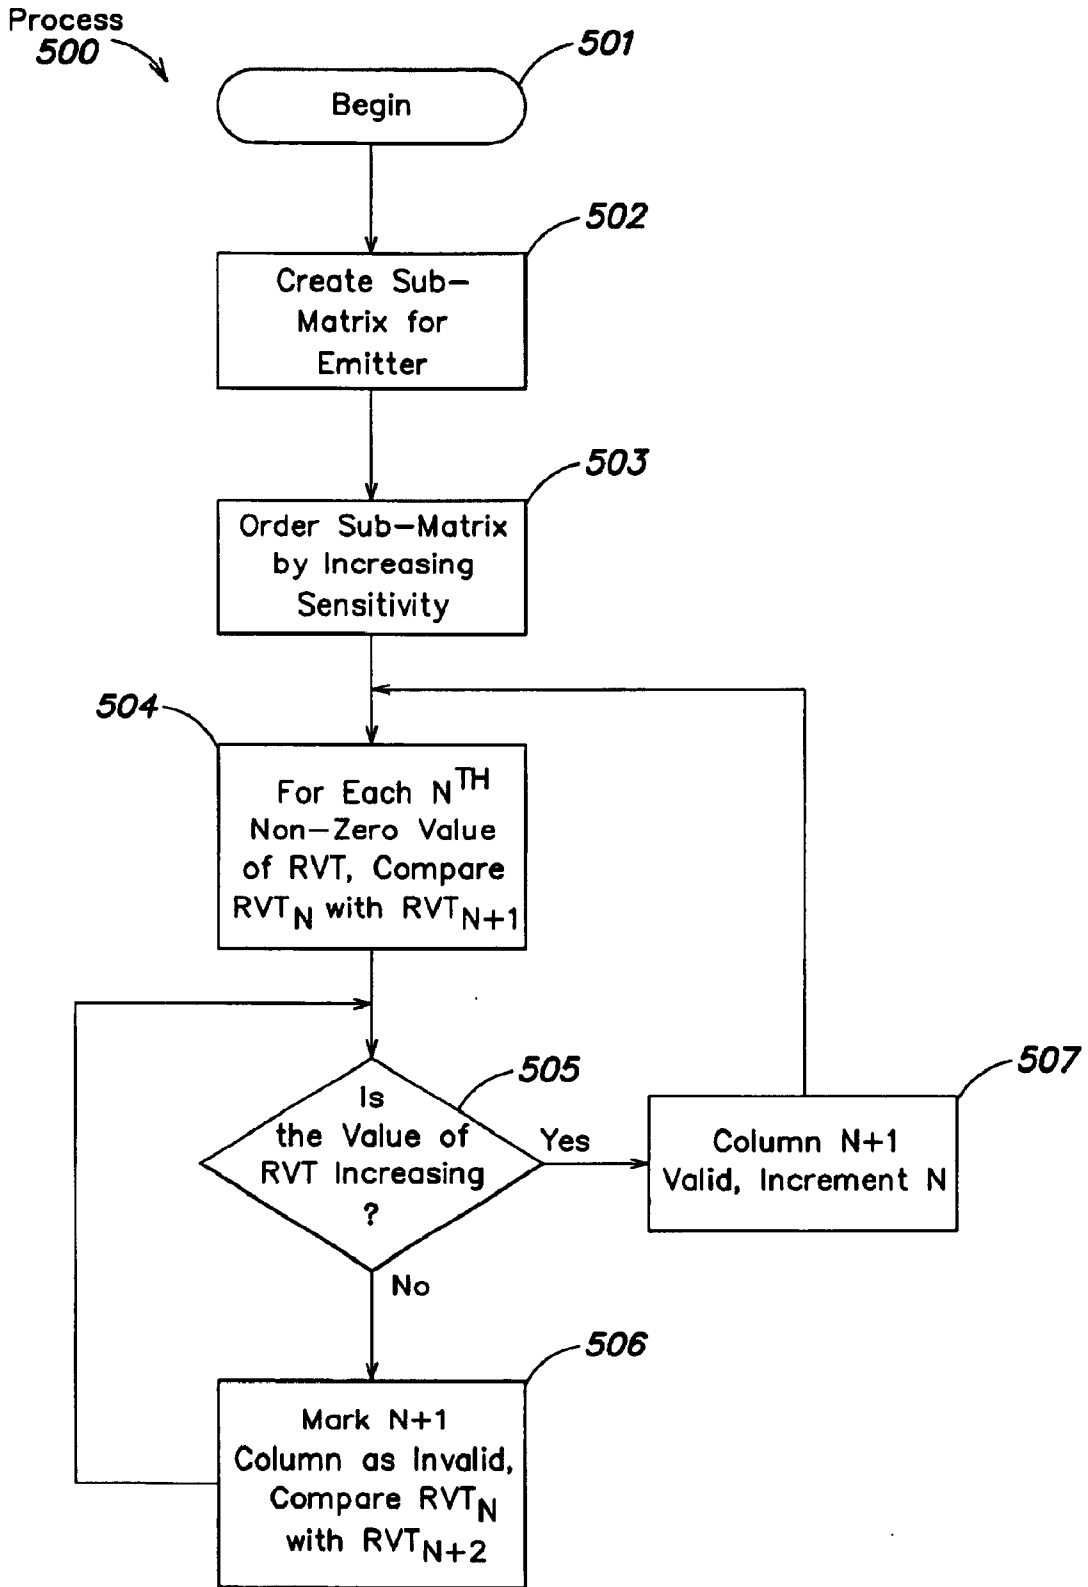 Process
500
501
Begin
502
Create Sub-
Matrix for
Emitter
503
Order Sub-Matrix
by Increasing
Sensitivity
504
For Each N^TH
Non-Zero Value
of RVT, Compare
RVT_N with RVT_N+1
505
Is
the Value of
RVT Increasing
?
Yes
507
Column N+1
Valid, Increment N
No
506
Mark N+1
Column as Invalid,
Compare RVT_N
with RVT_N+2